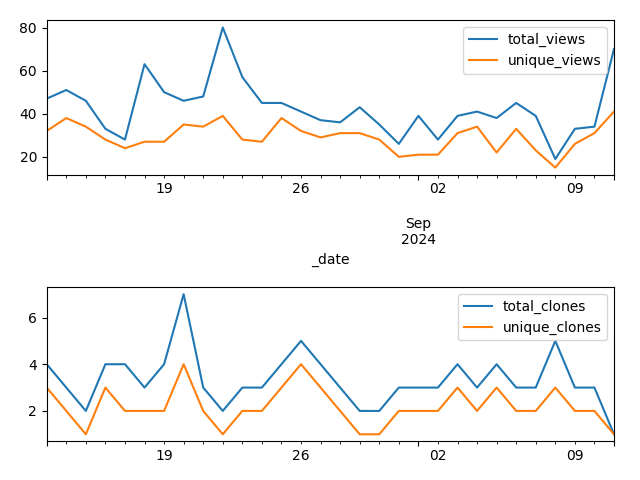 80
60
40
20
total_views
unique_views
19
26
02
09
Sep
2024
_date
6
4
2
total_clones
unique_clones
19
26
02
09